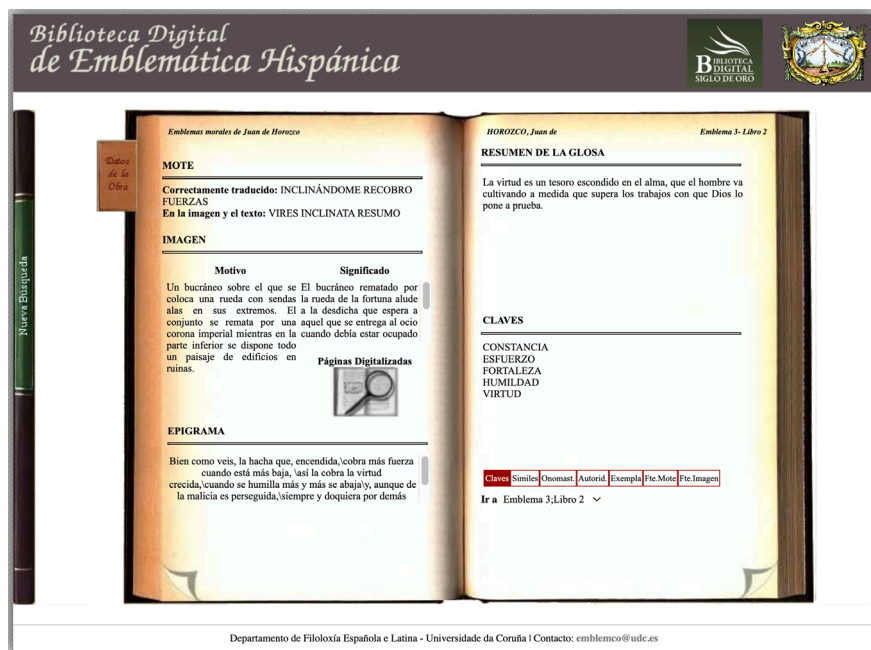 Biblioteca Digital
de Emblemática Hispánica
BIBLIOTECA
DIGITAL
SIGLO DE ORO
Datos
de la
Obra
Nueva Búsqueda
Emblemas morales de Juan de Horozco
MOTE
Correctamente traducido: INCLINÁNDOME RECOBRO
FUERZAS
En la imagen y el texto: VIRES INCLINATA RESUMO
IMAGEN
Motivo
Un bucráneo sobre el que se
coloca una rueda con sendas
alas en sus extremos. El
conjunto se remata por una
corona imperial mientras en la
parte inferior se dispone todo
un paisaje de edificios en
ruinas.
Significado
El bucráneo rematado por
la rueda de la fortuna alude
a la desdicha que espera a
aquel que se entrega al ocio
cuando debía estar ocupado
Páginas Digitalizadas
EPIGRAMA
Bien como veis, la hacha que, encendida,\cobra más fuerza
cuando está más baja, \así la cobra la virtud
crecida,\cuando se humilla más y más se abaja\y, aunque de
la malicia es perseguida,\siempre y doquiera por demás
HOROZCO, Juan de
Emblema 3- Libro 2
RESUMEN DE LA GLOSA
La virtud es un tesoro escondido en el alma, que el hombre va
cultivando a medida que supera los trabajos con que Dios lo
pone a prueba.
CLAVES
CONSTANCIA
ESFUERZO
FORTALEZA
HUMILDAD
VIRTUD
Claves Similes Onomast. Autorid. Exempla Fte.Mote Fte.Imagen
Ir a Emblema 3;Libro 2
Departamento de Filoloxía Española e Latina - Universidade da Coruña | Contacto: emblemco@udc.es